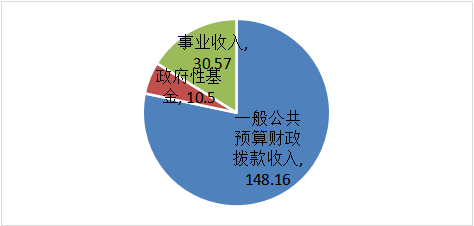 事业收入,
30.57
政府性基
金, 10.5
一般公共
预算财政
拨款收入,
148.16